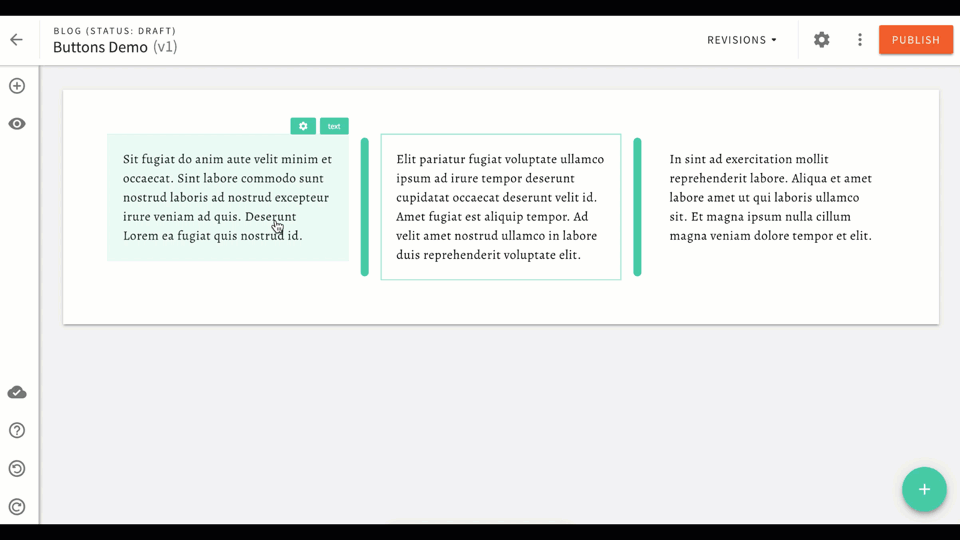 BLOG (STATUS: DRAFT)
Buttons Demo (v1)
REVISIONS
PUBLISH
text
Sit fugiat do anim aute velit minim et
occaecat. Sint labore commodo sunt
nostrud laboris ad nostrud excepteur
irure veniam ad quis. Deserunt
Lorem ea fugiat quis nostrud id.
Elit pariatur fugiat voluptate ullamco
ipsum ad irure tempor deserunt
cupidatat occaecat deserunt velit id.
Amet fugiat est aliquip tempor. Ad
velit amet nostrud ullamco in labore
duis reprehenderit voluptate elit.
In sint ad exercitation mollit
reprehenderit labore. Aliqua et amet
labore amet ut qui laboris ullamco
sit. Et magna ipsum nulla cillum
magna veniam dolore tempor et elit.